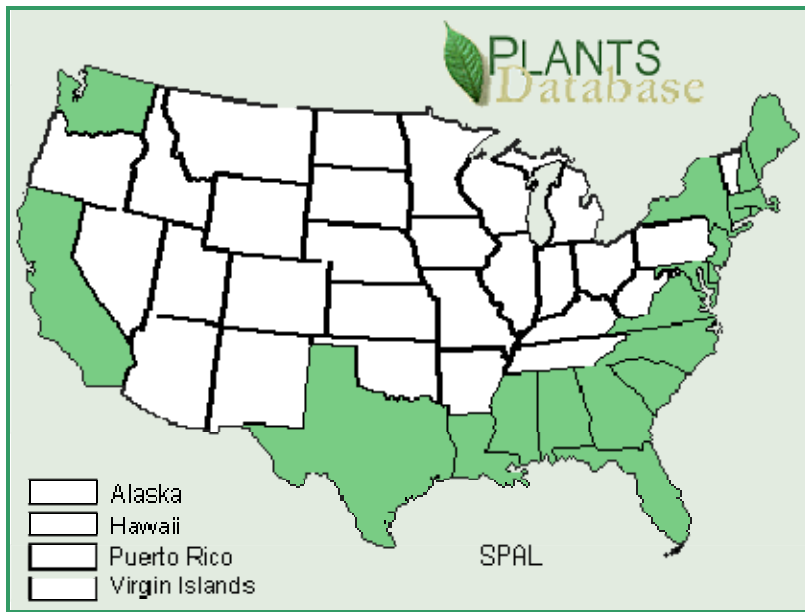 PLANTS
Database
Alaska
Hawaii
Puerto Rico
Virgin Islands
SPAL